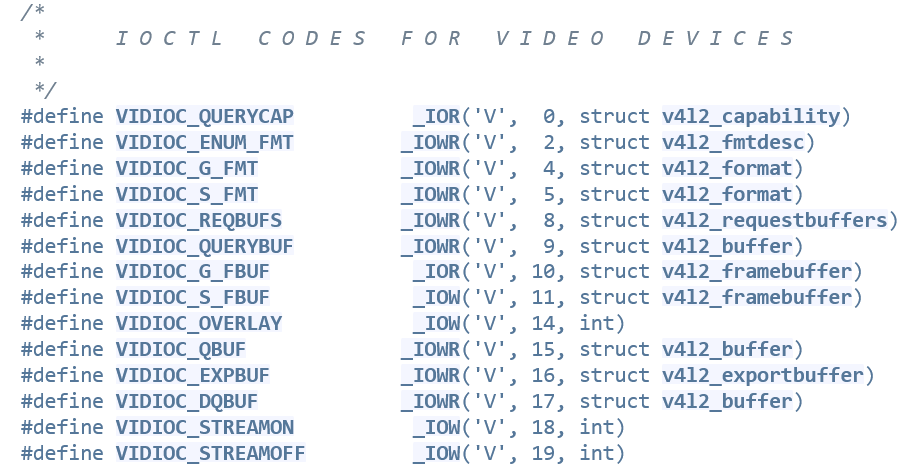 /*
 *      I O C T L   C O D E S   F O R   V I D E O   D E V I C E S
 *
 */
#define VIDIOC_QUERYCAP          _IOR('V',  0, struct v4l2_capability)
#define VIDIOC_ENUM_FMT         _IOWR('V',  2, struct v4l2_fmtdesc)
#define VIDIOC_G_FMT            _IOWR('V',  4, struct v4l2_format)
#define VIDIOC_S_FMT            _IOWR('V',  5, struct v4l2_format)
#define VIDIOC_REQBUFS          _IOWR('V',  8, struct v4l2_requestbuffers)
#define VIDIOC_QUERYBUF         _IOWR('V',  9, struct v4l2_buffer)
#define VIDIOC_G_FBUF            _IOR('V', 10, struct v4l2_framebuffer)
#define VIDIOC_S_FBUF            _IOW('V', 11, struct v4l2_framebuffer)
#define VIDIOC_OVERLAY           _IOW('V', 14, int)
#define VIDIOC_QBUF             _IOWR('V', 15, struct v4l2_buffer)
#define VIDIOC_EXPBUF           _IOWR('V', 16, struct v4l2_exportbuffer)
#define VIDIOC_DQBUF            _IOWR('V', 17, struct v4l2_buffer)
#define VIDIOC_STREAMON          _IOW('V', 18, int)
#define VIDIOC_STREAMOFF         _IOW('V', 19, int)